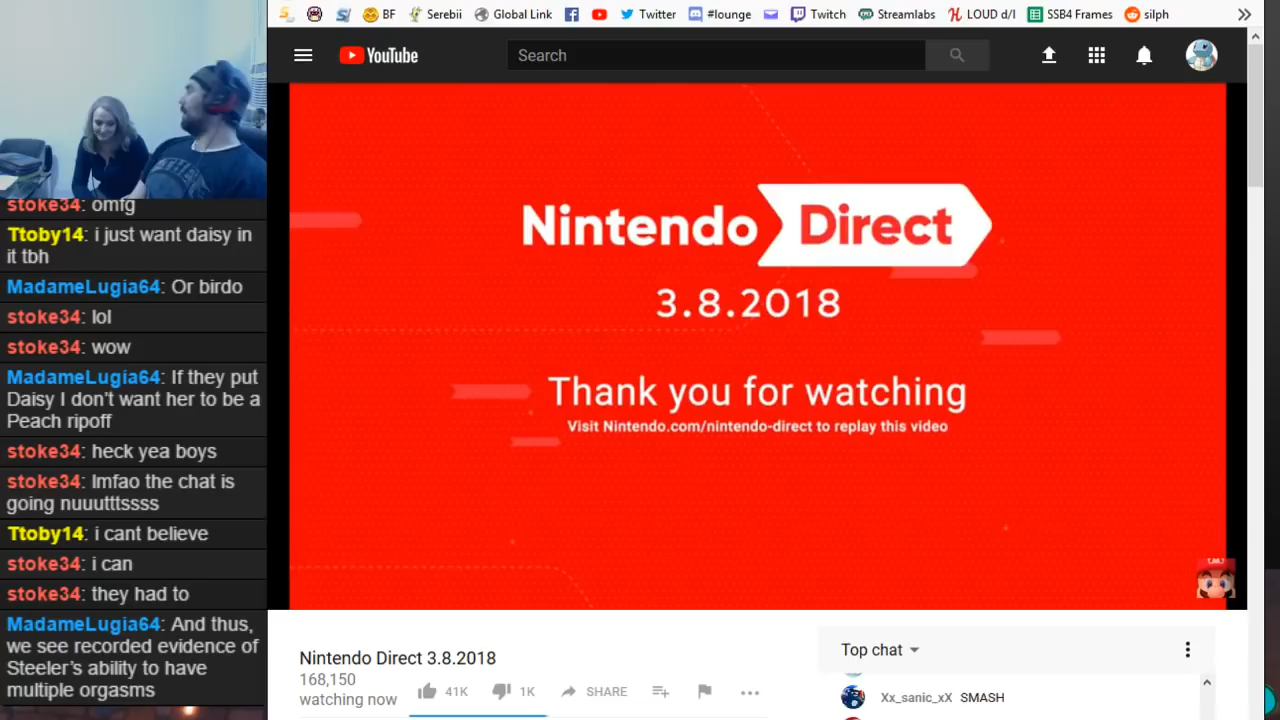 BF
Serebii
Global Link
Twitter
#lounge
Twitch
Streamlabs
LOUD d/l
SSB4 Frames
silph
YouTube
Search
Nintendo Direct
3.8.2018
Thank you for watching
Visit Nintendo.com/nintendo-direct to replay this video
stoke34: omfg
Ttoby14: i just want daisy in
it tbh
MadameLugia64: Or birdo
stoke34: lol
stoke34: wow
MadameLugia64: If they put
Daisy I don't want her to be a
Peach ripoff
stoke34: heck yea boys
stoke34: lmfao the chat is
going nuuutttssss
Ttoby14: i cant believe
stoke34: i can
stoke34: they had to
MadameLugia64: And thus,
we see recorded evidence of
Steeler's ability to have
multiple orgasms
Nintendo Direct 3.8.2018
168,150
watching now
41K
1K
SHARE
Top chat
Xx_sanic_xX SMASH